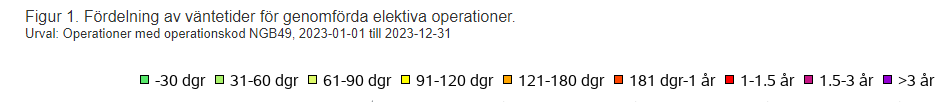 Figur 1. Fördelning av väntetider för genomförda elektiva operationer.
Urval: Operationer med operationskod NGB49, 2023-01-01 till 2023-12-31
-30 dgr 31-60 dgr 61-90 dgr 91-120 dgr 121-180 dgr 181 dgr-1 år 1-1.5 år 1.5-3 år >3 år